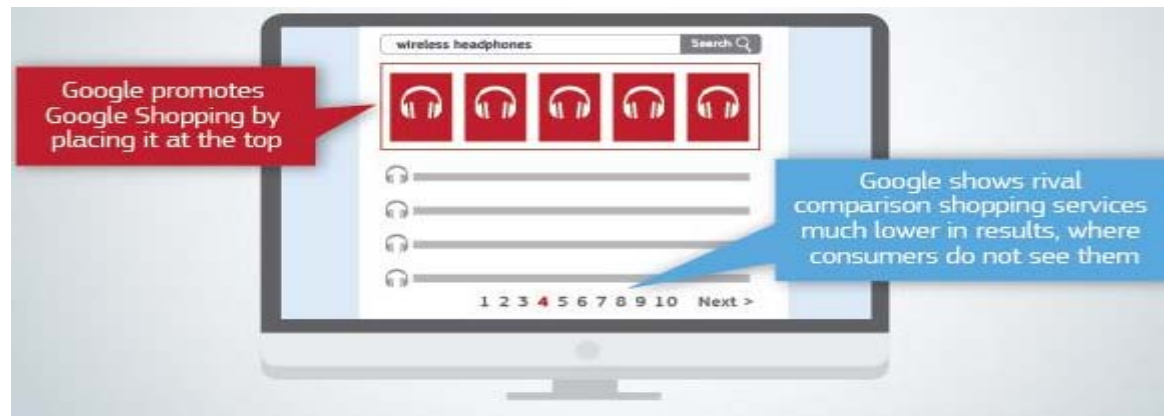 wireless headphones Search
Google promotes
Google Shopping by
placing it at the top
Google shows rival
comparison shopping services
much lower in results, where
consumers do not see them
1 2 3 4 5 6 7 8 9 10 Next >